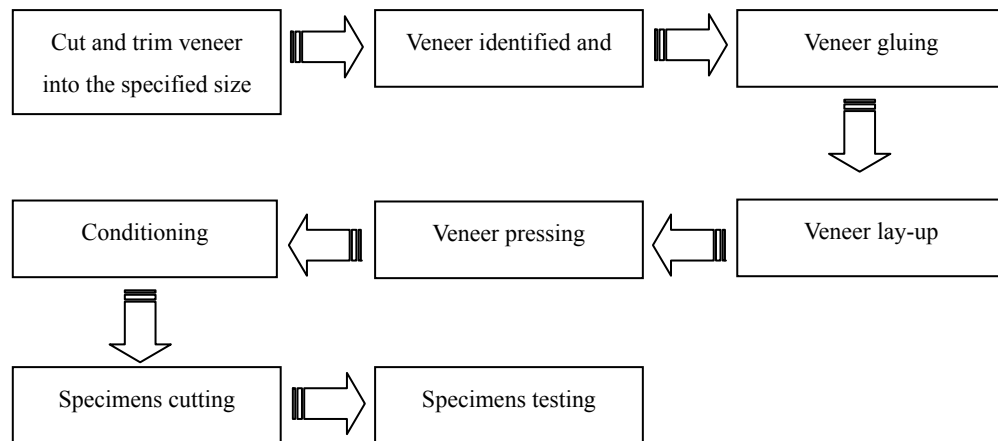 Cut and trim veneer
into the specified size
Veneer identified and
Veneer gluing
Veneer lay-up
Veneer pressing
Conditioning
Specimens cutting
Specimens testing